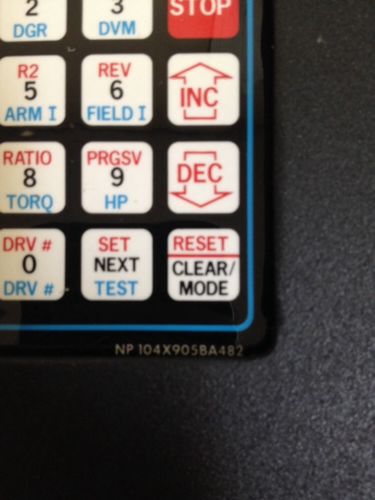 2
3
STOP
DGR
DVM
R2
REV
5
6
INC
ARM I
FIELD I
RATIO
PRGSV
8
9
DEC
TORQ
HP
DRV #
SET
RESET
0
NEXT
CLEAR/
MODE
DRV #
TEST
NP 104X905BA482